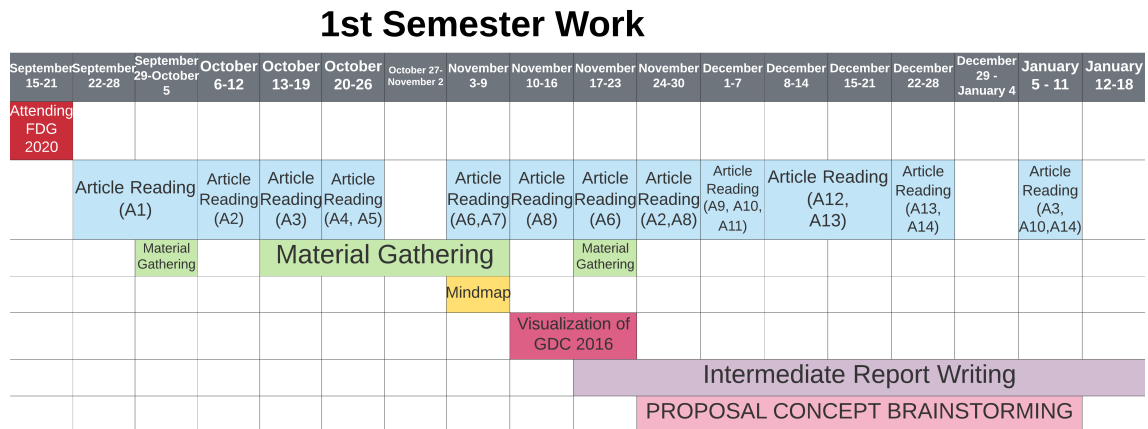 1st Semester Work
September
15-21
September
22-28
September
29-October
5
October
6-12
October
13-19
October
20-26
October 27-
November 2
November
3-9
November
10-16
November
17-23
November
24-30
December
1-7
December
8-14
December
15-21
December
22-28
December
29 -
January 4
January
5 - 11
January
12-18
Attending
FDG
2020
Article Reading
(A1)
Article
Reading
(A2)
Article
Reading
(A3)
Article
Reading
(A4, A5)
Article
Reading
(A6,A7)
Article
Reading
(A8)
Article
Reading
(A6)
Article
Reading
(A2,A8)
Article
Reading
(A9, A10,
A11)
Article Reading
(A12,
A13)
Article
Reading
(A13,
A14)
Article
Reading
(A3,
A10,A14)
Material
Gathering
Material Gathering
Material
Gathering
Mindmap
Visualization of
GDC 2016
Intermediate Report Writing
PROPOSAL CONCEPT BRAINSTORMING